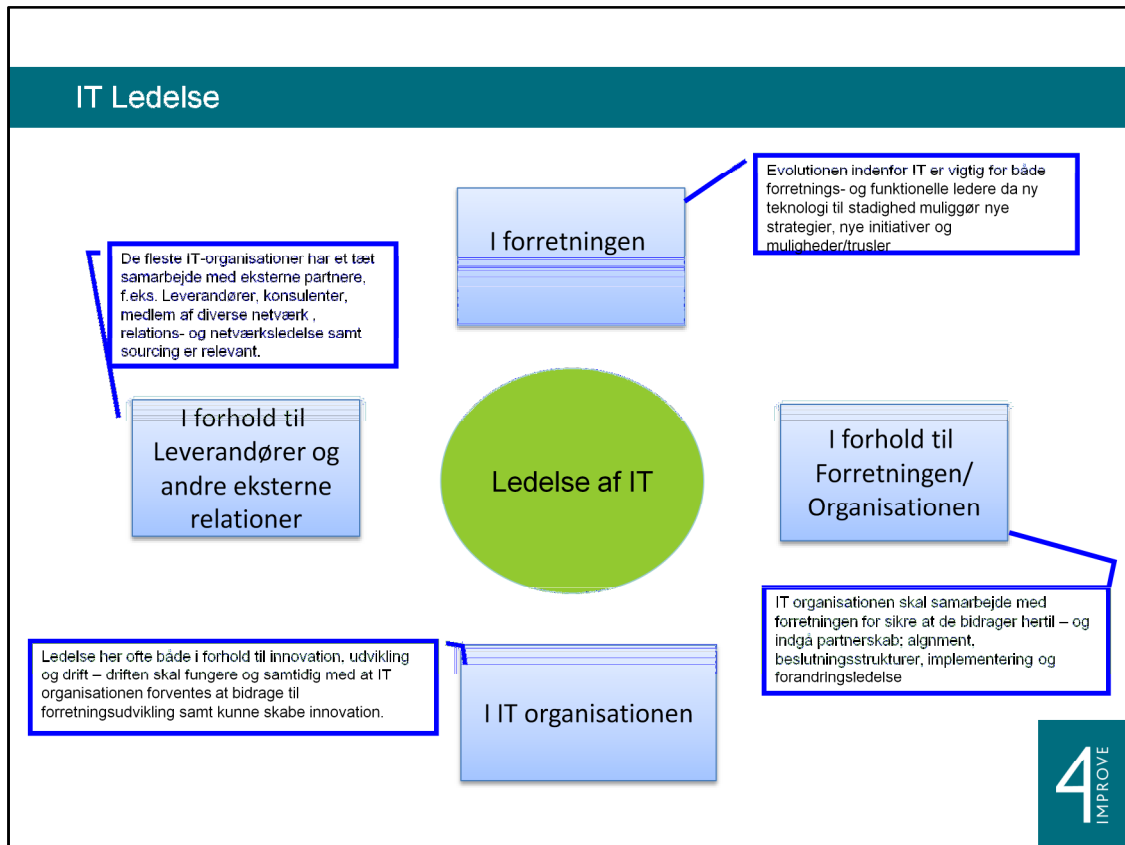 IT Ledelse
Evolutionen indenfor IT er vigtig for både
forretnings- og funktionelle ledere da ny
teknologi til stadighed muliggør nye
strategier, nye initiativer og
muligheder/trusler
I forretningen
De fleste IT-organisationer har et tæt
samarbejde med eksterne partnere,
f.eks. Leverandører, konsulenter,
medlem af diverse netværk ,
relations- og netværksledelse samt
sourcing er relevant.
I forhold til
Leverandører og
andre eksterne
relationer
Ledelse af IT
I forhold til
Forretningen/
Organisationen
IT organisationen skal samarbejde med
forretningen for sikre at de bidrager hertil – og
indgå partnerskab; algnment,
beslutningsstrukturer, implementering og
forandringsledelse
Ledelse her ofte både i forhold til innovation, udvikling
og drift – driften skal fungere og samtidig med at IT
organisationen forventes at bidrage til
forretningsudvikling samt kunne skabe innovation.
I IT organisationen
4
IMPROVE